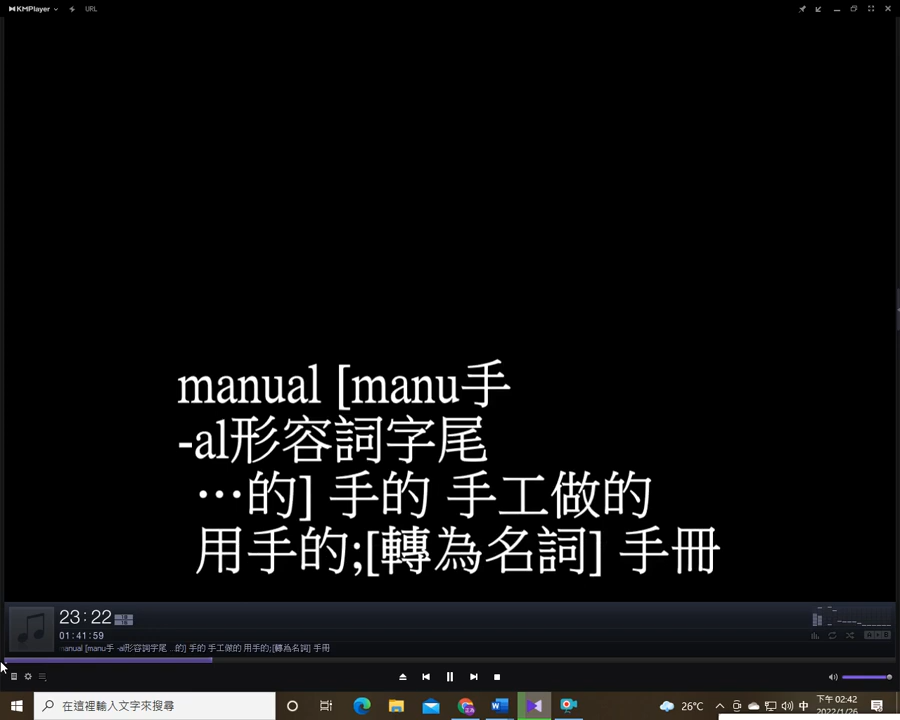 KMPlayer
URL
manual [manu手
-al形容詞字尾
…的] 手的 手工做的
用手的;[轉為名詞] 手冊
23:22
01:41:59
manual [manu手 -al形容詞字尾 ...的] 手的 手工做的 用手的;[轉為名詞] 手冊
在這裡輸入文字來搜尋
26°C
中
下午 02:42
2022/1/26